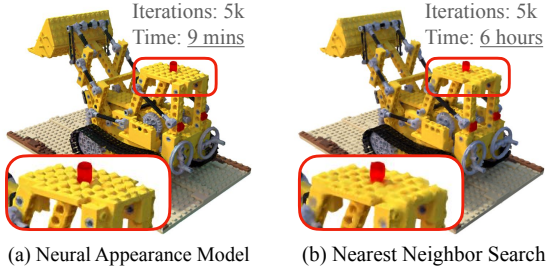 Iterations: 5k
Time: 9 mins
Iterations: 5k
Time: 6 hours
(a) Neural Appearance Model
(b) Nearest Neighbor Search